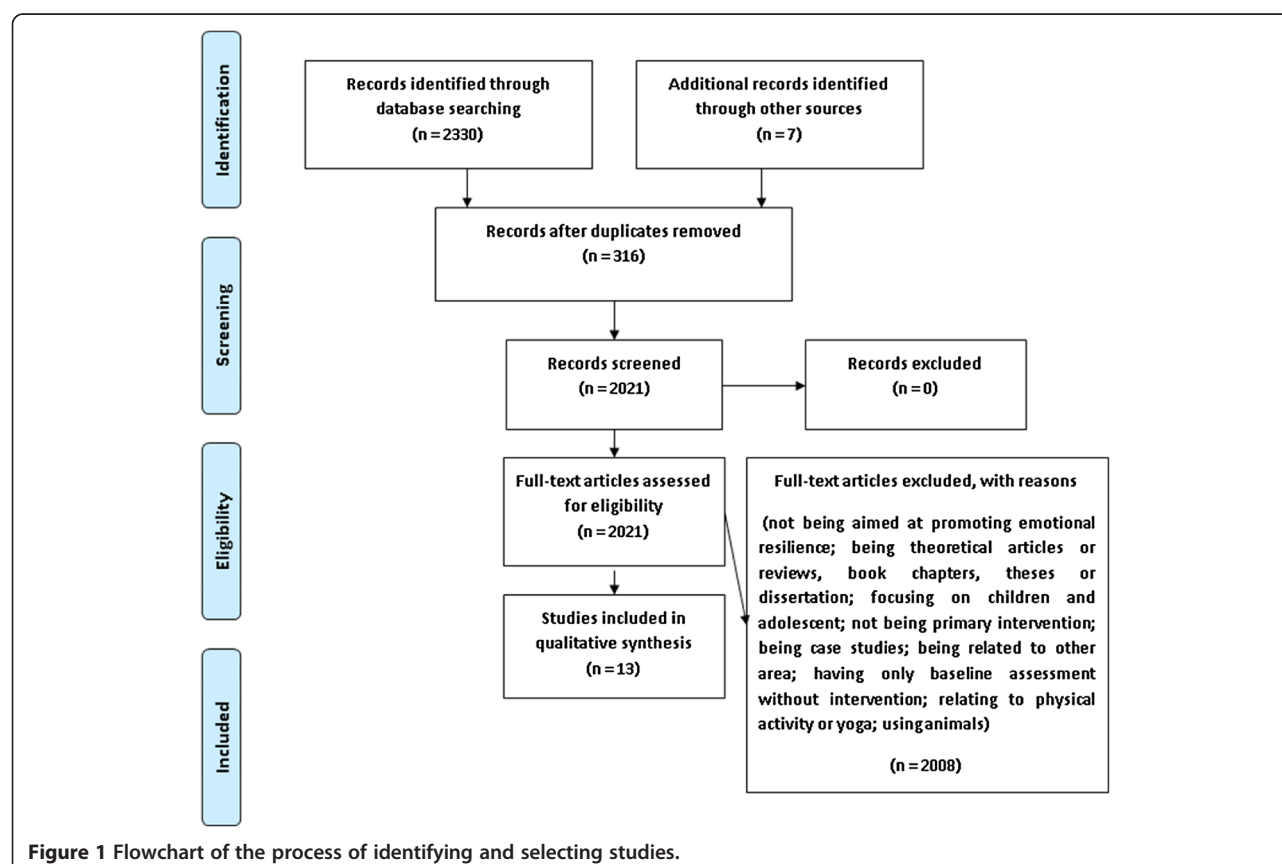 Identification
Records identified through
database searching
(n = 2330)
Additional records identified
through other sources
(n = 7)
Records after duplicates removed
(n = 316)
Screening
Records screened
(n = 2021)
Records excluded
(n = 0)
Eligibility
Full-text articles assessed
for eligibility
(n = 2021)
Full-text articles excluded, with reasons
(not being aimed at promoting emotional
resilience; being theoretical articles or
reviews, book chapters, theses or
dissertation; focusing on children and
adolescent; not being primary intervention;
being case studies; being related to other
area; having only baseline assessment
without intervention; relating to physical
activity or yoga; using animals)
(n = 2008)
Included
Studies included in
qualitative synthesis
(n = 13)
Figure 1 Flowchart of the process of identifying and selecting studies.